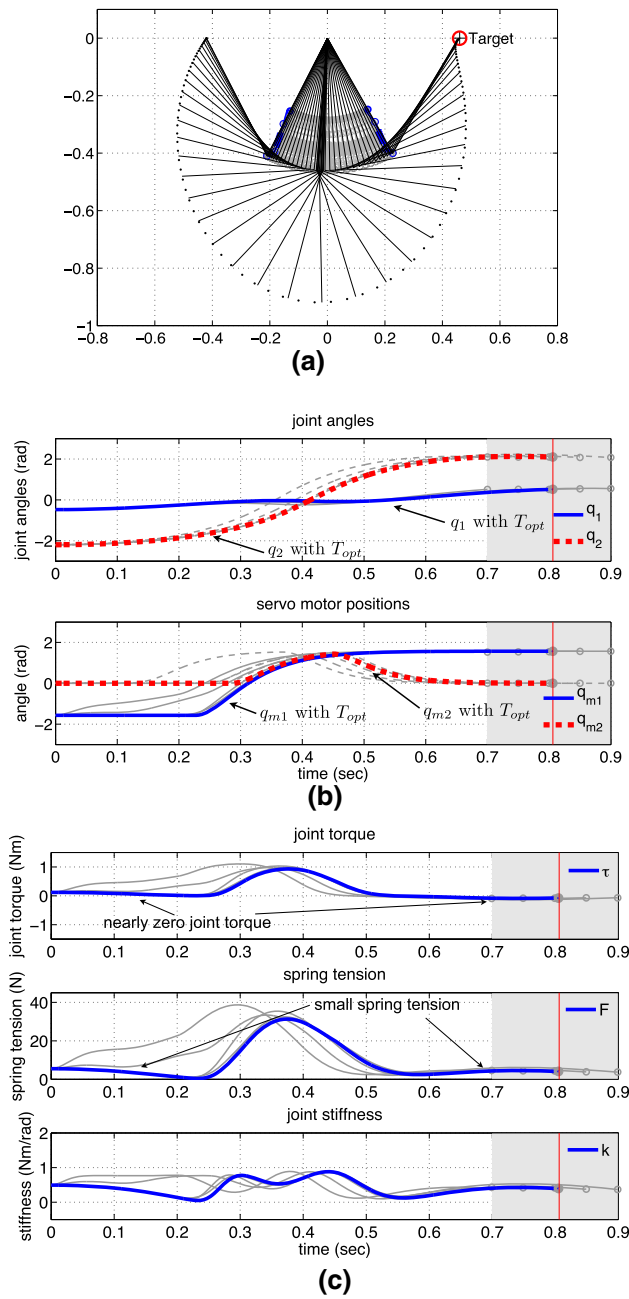 0
Target
−0.2
−0.4
−0.6
−0.8
−1
−0.8 −0.6 −0.4 −0.2 0 0.2 0.4 0.6 0.8
(a)
joint angles
joint angles (rad)
2
0
−2
q1 with Topt
q2 with Topt
q1
q2
0 0.1 0.2 0.3 0.4 0.5 0.6 0.7 0.8 0.9
servo motor positions
angle (rad)
2
0
−2
qm1 with Topt
qm2 with Topt
qm1
qm2
0 0.1 0.2 0.3 0.4 0.5 0.6 0.7 0.8 0.9
time (sec)
(b)
joint torque
joint torque (Nm)
1
0
−1
τ
nearly zero joint torque
0 0.1 0.2 0.3 0.4 0.5 0.6 0.7 0.8 0.9
spring tension
spring tension (N)
40
20
0
small spring tension
F
0 0.1 0.2 0.3 0.4 0.5 0.6 0.7 0.8 0.9
joint stiffness
stiffness (Nm/rad)
2
1
0
k
0 0.1 0.2 0.3 0.4 0.5 0.6 0.7 0.8 0.9
time (sec)
(c)